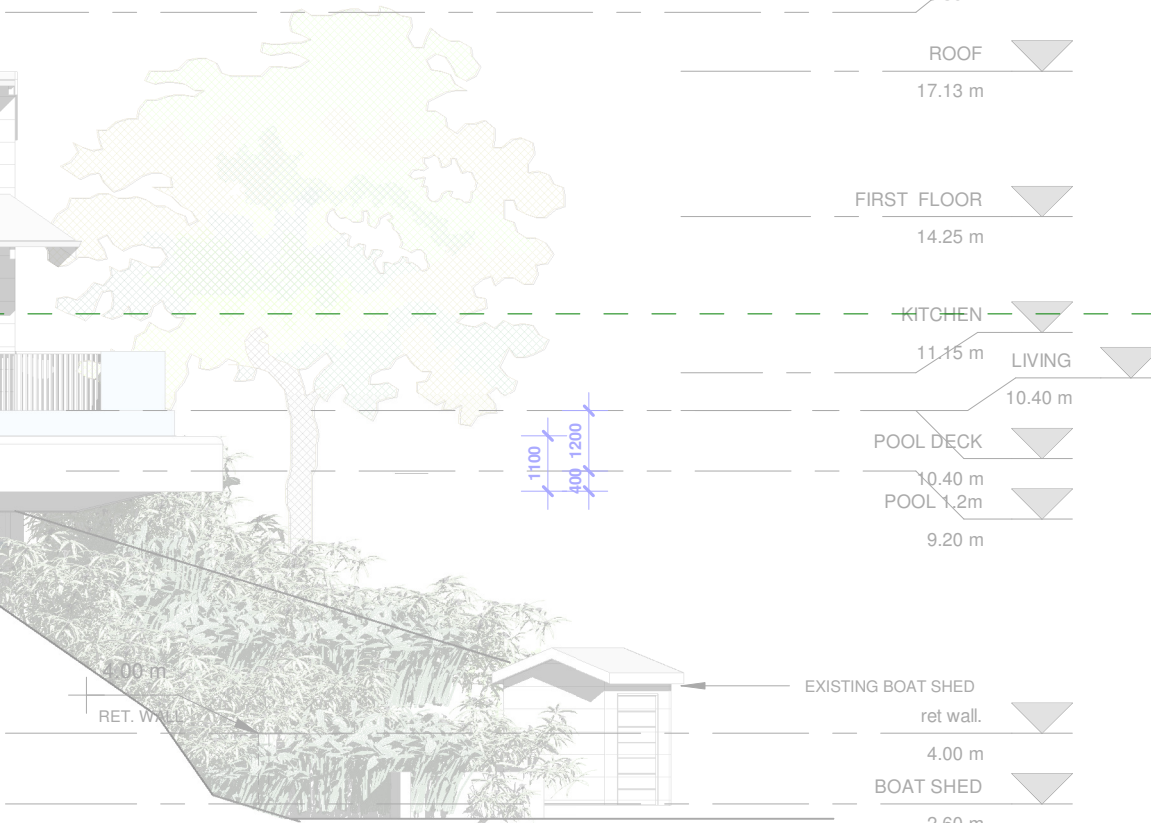 ROOF
17.13 m
FIRST FLOOR
14.25 m
KITCHEN
11.15 m
LIVING
10.40 m
POOL DECK
10.40 m
POOL 1.2m
9.20 m
1100
1200
400
4.00 m
RET. WALL
EXISTING BOAT SHED
ret wall.
4.00 m
BOAT SHED